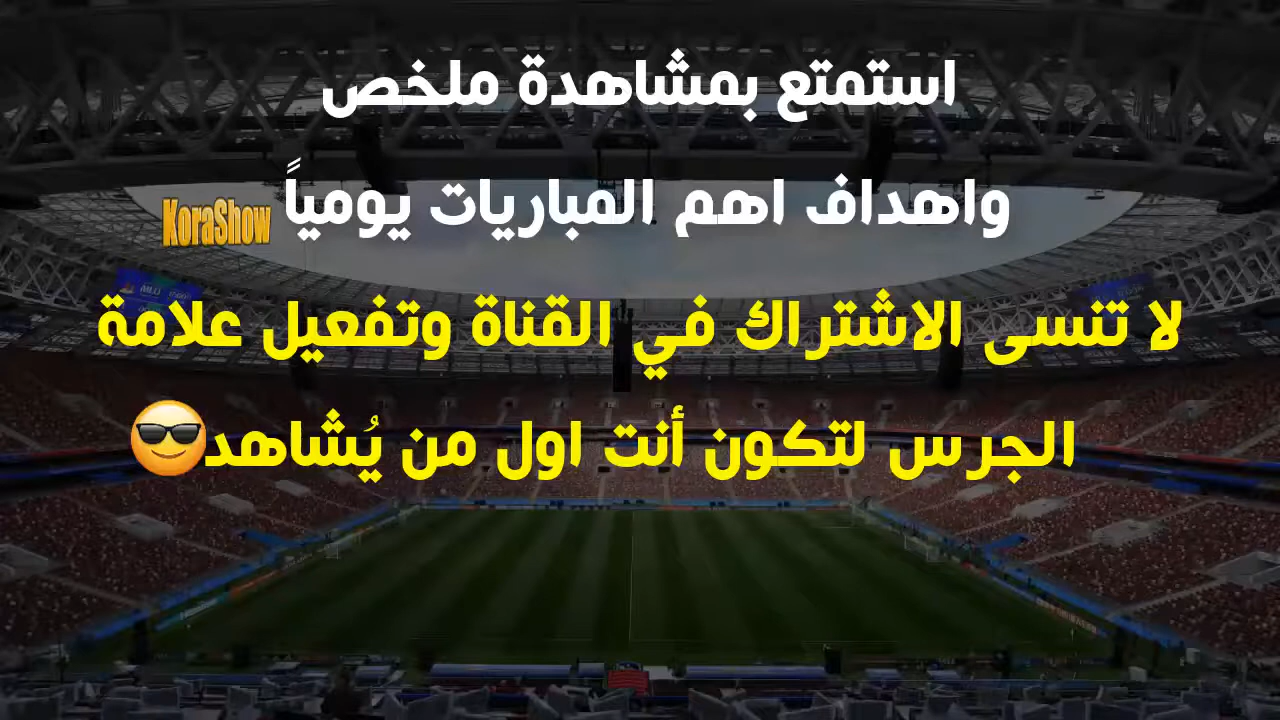 استمتع بمشاهدة ملخص
واهداف اهم المباريات يومياً
KoraShow
لا تنسى الاشتراك في القناة وتفعيل علامة
الجرس لتكون أنت اول من يُشاهد😎